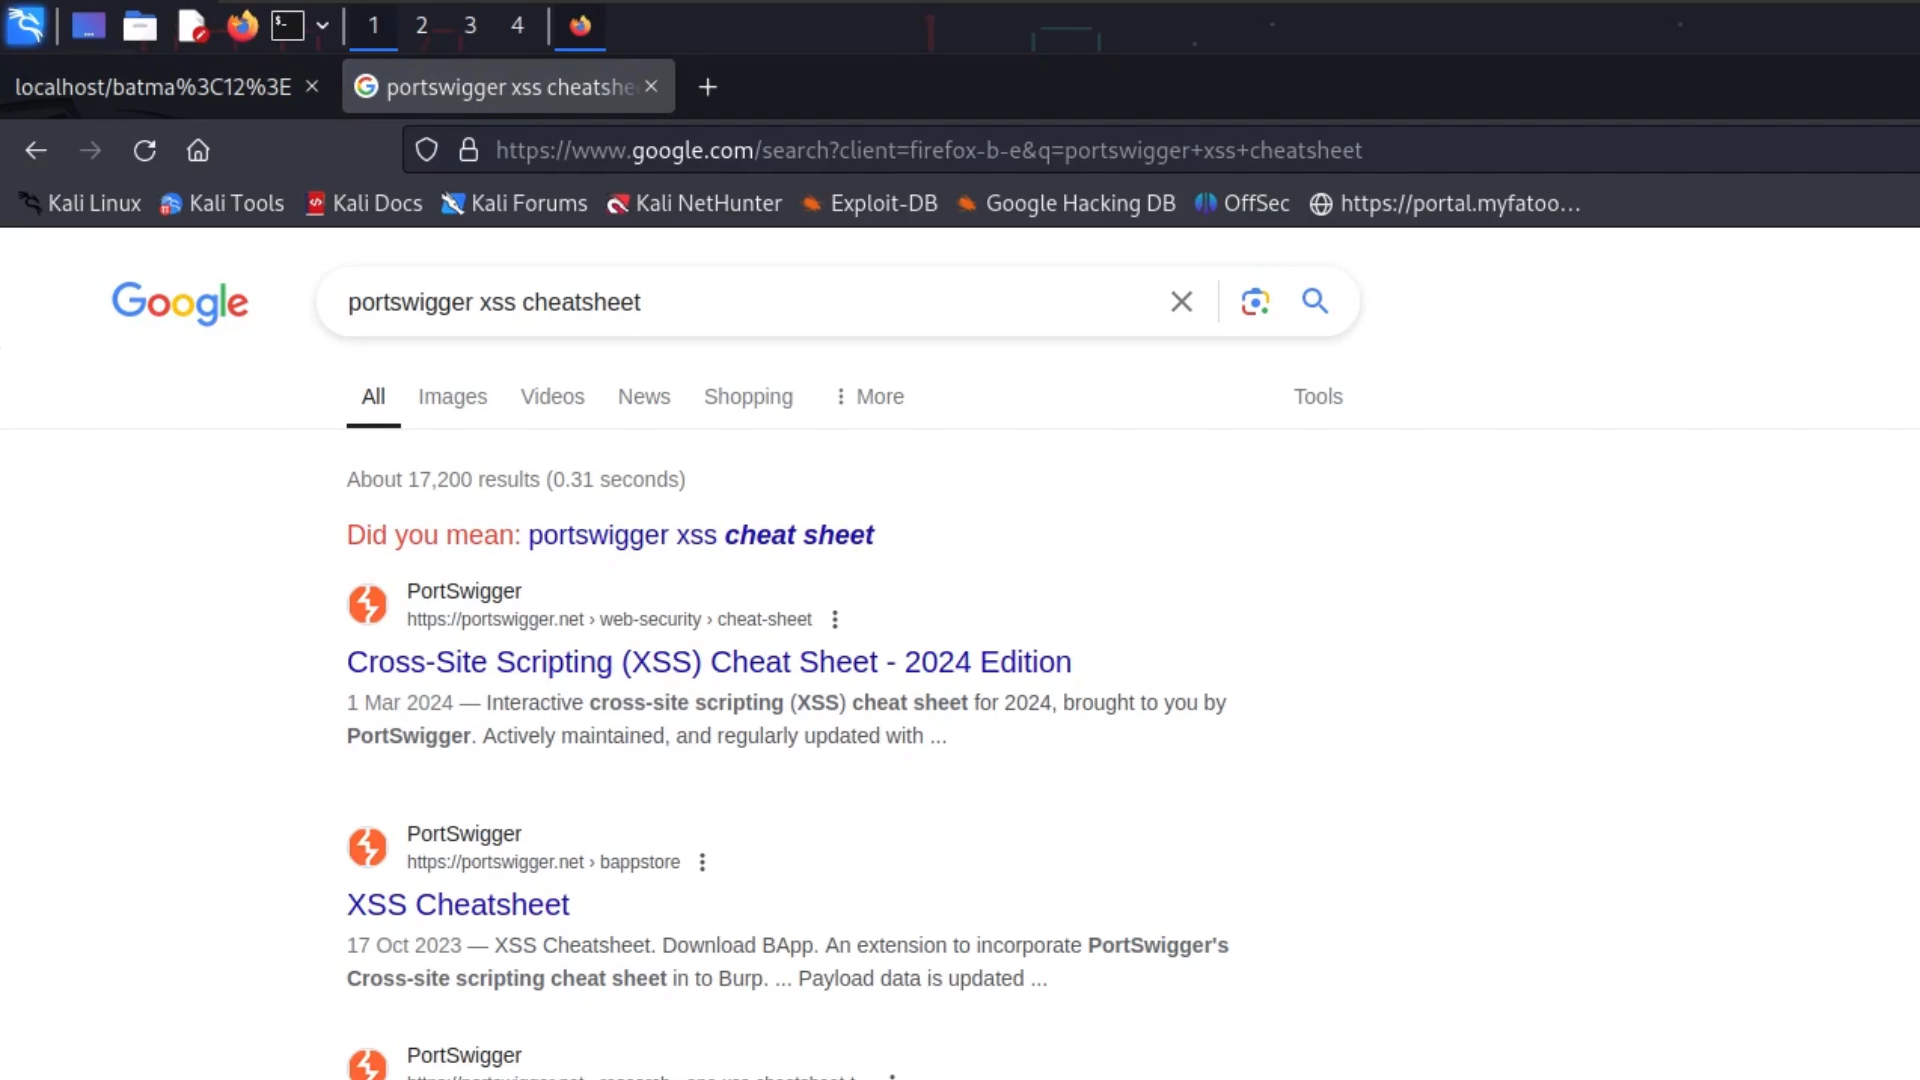 1 2 3 4
localhost/batma%3C12%3E
portswigger xss cheatshe
https://www.google.com/search?client=firefox-b-e&q=portswigger+xss+cheatsheet
Kali Linux Kali Tools Kali Docs Kali Forums Kali NetHunter Exploit-DB Google Hacking DB OffSec https://portal.myfatoo...
Google
portswigger xss cheatsheet
All Images Videos News Shopping More Tools
About 17,200 results (0.31 seconds)
Did you mean: portswigger xss cheat sheet
PortSwigger
https://portswigger.net › web-security › cheat-sheet
Cross-Site Scripting (XSS) Cheat Sheet - 2024 Edition
1 Mar 2024 — Interactive cross-site scripting (XSS) cheat sheet for 2024, brought to you by
PortSwigger. Actively maintained, and regularly updated with ...
PortSwigger
https://portswigger.net › bappstore
XSS Cheatsheet
17 Oct 2023 — XSS Cheatsheet. Download BApp. An extension to incorporate PortSwigger's
Cross-site scripting cheat sheet in to Burp. ... Payload data is updated ...
PortSwigger